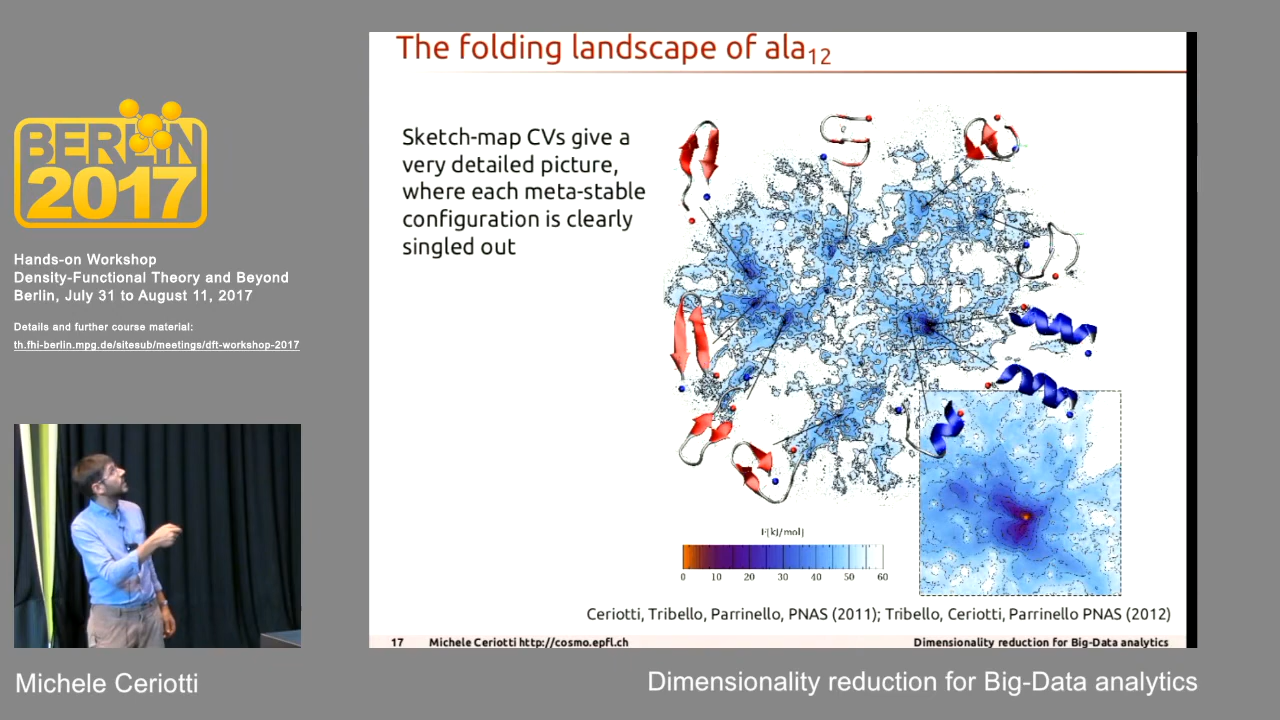 The folding landscape of ala12
Sketch-map CVs give a
very detailed picture,
where each meta-stable
configuration is clearly
singled out
F[kJ/mol]
0 10 20 30 40 50 60
Ceriotti, Tribello, Parrinello, PNAS (2011); Tribello, Ceriotti, Parrinello PNAS (2012)
17 Michele Ceriotti http://cosmo.epfl.ch Dimensionality reduction for Big-Data analytics
BERLIN
2017
Hands-on Workshop
Density-Functional Theory and Beyond
Berlin, July 31 to August 11, 2017
Details and further course material:
th.fhi-berlin.mpg.de/sitesub/meetings/dft-workshop-2017
Michele Ceriotti
Dimensionality reduction for Big-Data analytics